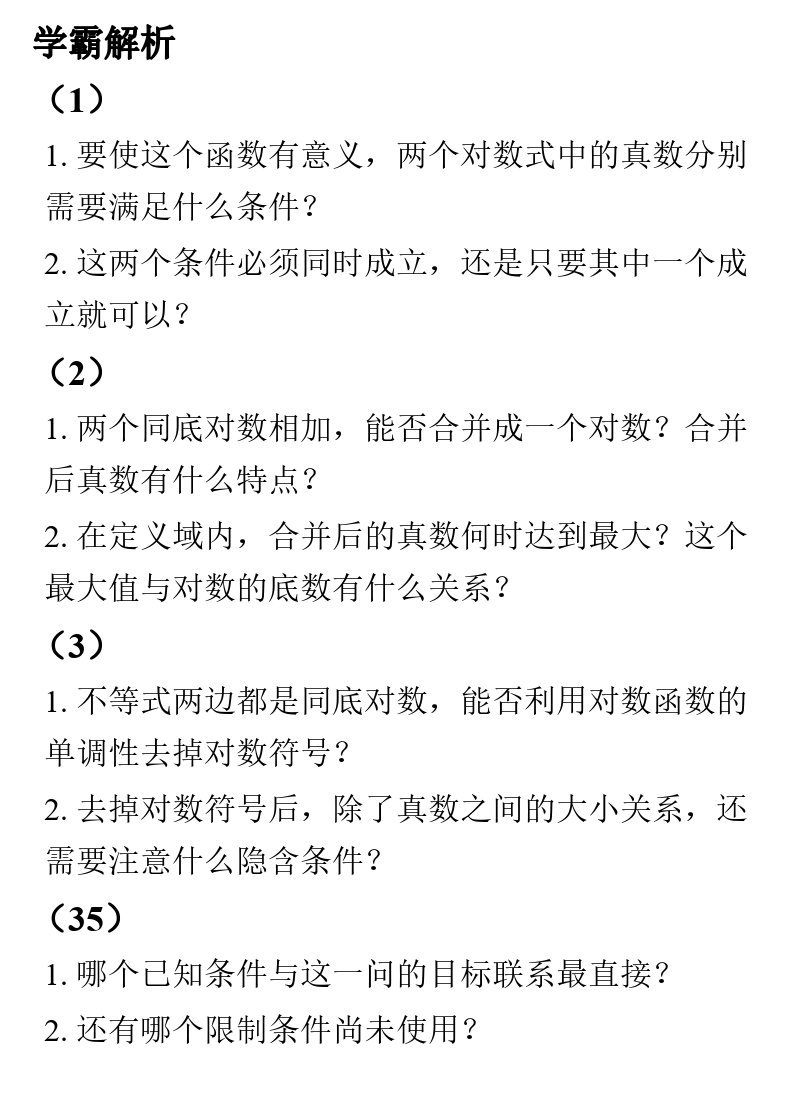 学霸解析
（1）
1. 要使这个函数有意义，两个对数式中的真数分别
需要满足什么条件？
2. 这两个条件必须同时成立，还是只要其中一个成
立就可以？
（2）
1. 两个同底对数相加，能否合并成一个对数？合并
后真数有什么特点？
2. 在定义域内，合并后的真数何时达到最大？这个
最大值与对数的底数有什么关系？
（3）
1. 不等式两边都是同底对数，能否利用对数函数的
单调性去掉对数符号？
2. 去掉对数符号后，除了真数之间的大小关系，还
需要注意什么隐含条件？
（35）
1. 哪个已知条件与这一问的目标联系最直接？
2. 还有哪个限制条件尚未使用？